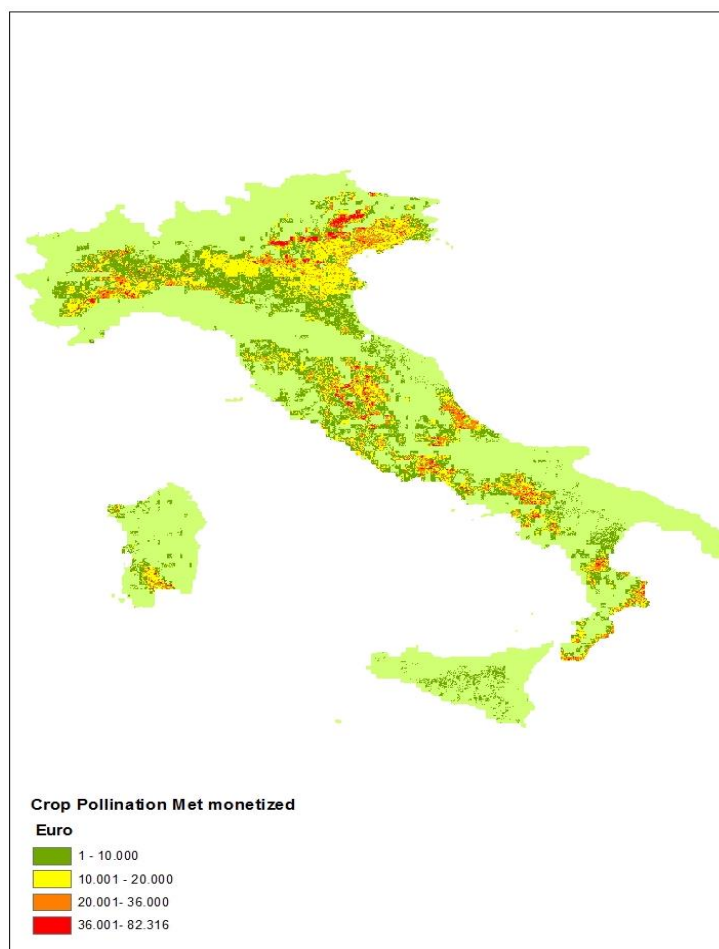 Crop Pollination Met monetized
Euro
1 - 10.000
10.001 - 20.000
20.001- 36.000
36.001- 82.316